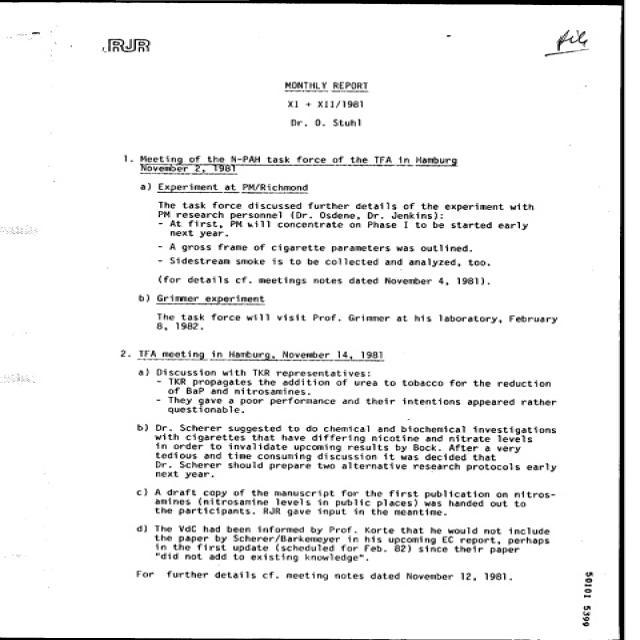 RJR
file
MONTHLY REPORT
XI + XII/1981
Dr. O. Stuhl
1. Meeting of the N-PAH task force of the TFA in Hamburg
November 2, 1981
a) Experiment at PM/Richmond
The task force discussed further details of the experiment with
PM research personnel (Dr. Osdene, Dr. Jenkins):
- At first, PM will concentrate on Phase I to be started early
next year.
- A gross frame of cigarette parameters was outlined.
- Sidestream smoke is to be collected and analyzed, too.
(for details cf. meetings notes dated November 4, 1981).
b) Grimmer experiment
The task force will visit Prof. Grimmer at his laboratory, February
8, 1982.
2. TFA meeting in Hamburg, November 14, 1981
a) Discussion with TKR representatives:
- TKR propagates the addition of urea to tobacco for the reduction
of BaP and nitrosamines.
- They gave a poor performance and their intentions appeared rather
questionable.
b) Dr. Scherer suggested to do chemical and biochemical investigations
with cigarettes that have differing nicotine and nitrate levels
in order to invalidate upcoming results by Bock. After a very
tedious and time consuming discussion it was decided that
Dr. Scherer should prepare two alternative research protocols early
next year.
c) A draft copy of the manuscript for the first publication on nitros-
amines (nitrosamine levels in public places) was handed out to
the participants. RJR gave input in the meantime.
d) The VdC had been informed by Prof. Korte that he would not include
the paper by Scherer/Barkemeyer in his upcoming EC report, perhaps
in the first update (scheduled for Feb. 82) since their paper
"did not add to existing knowledge".
For further details cf. meeting notes dated November 12, 1981.
50101 5399